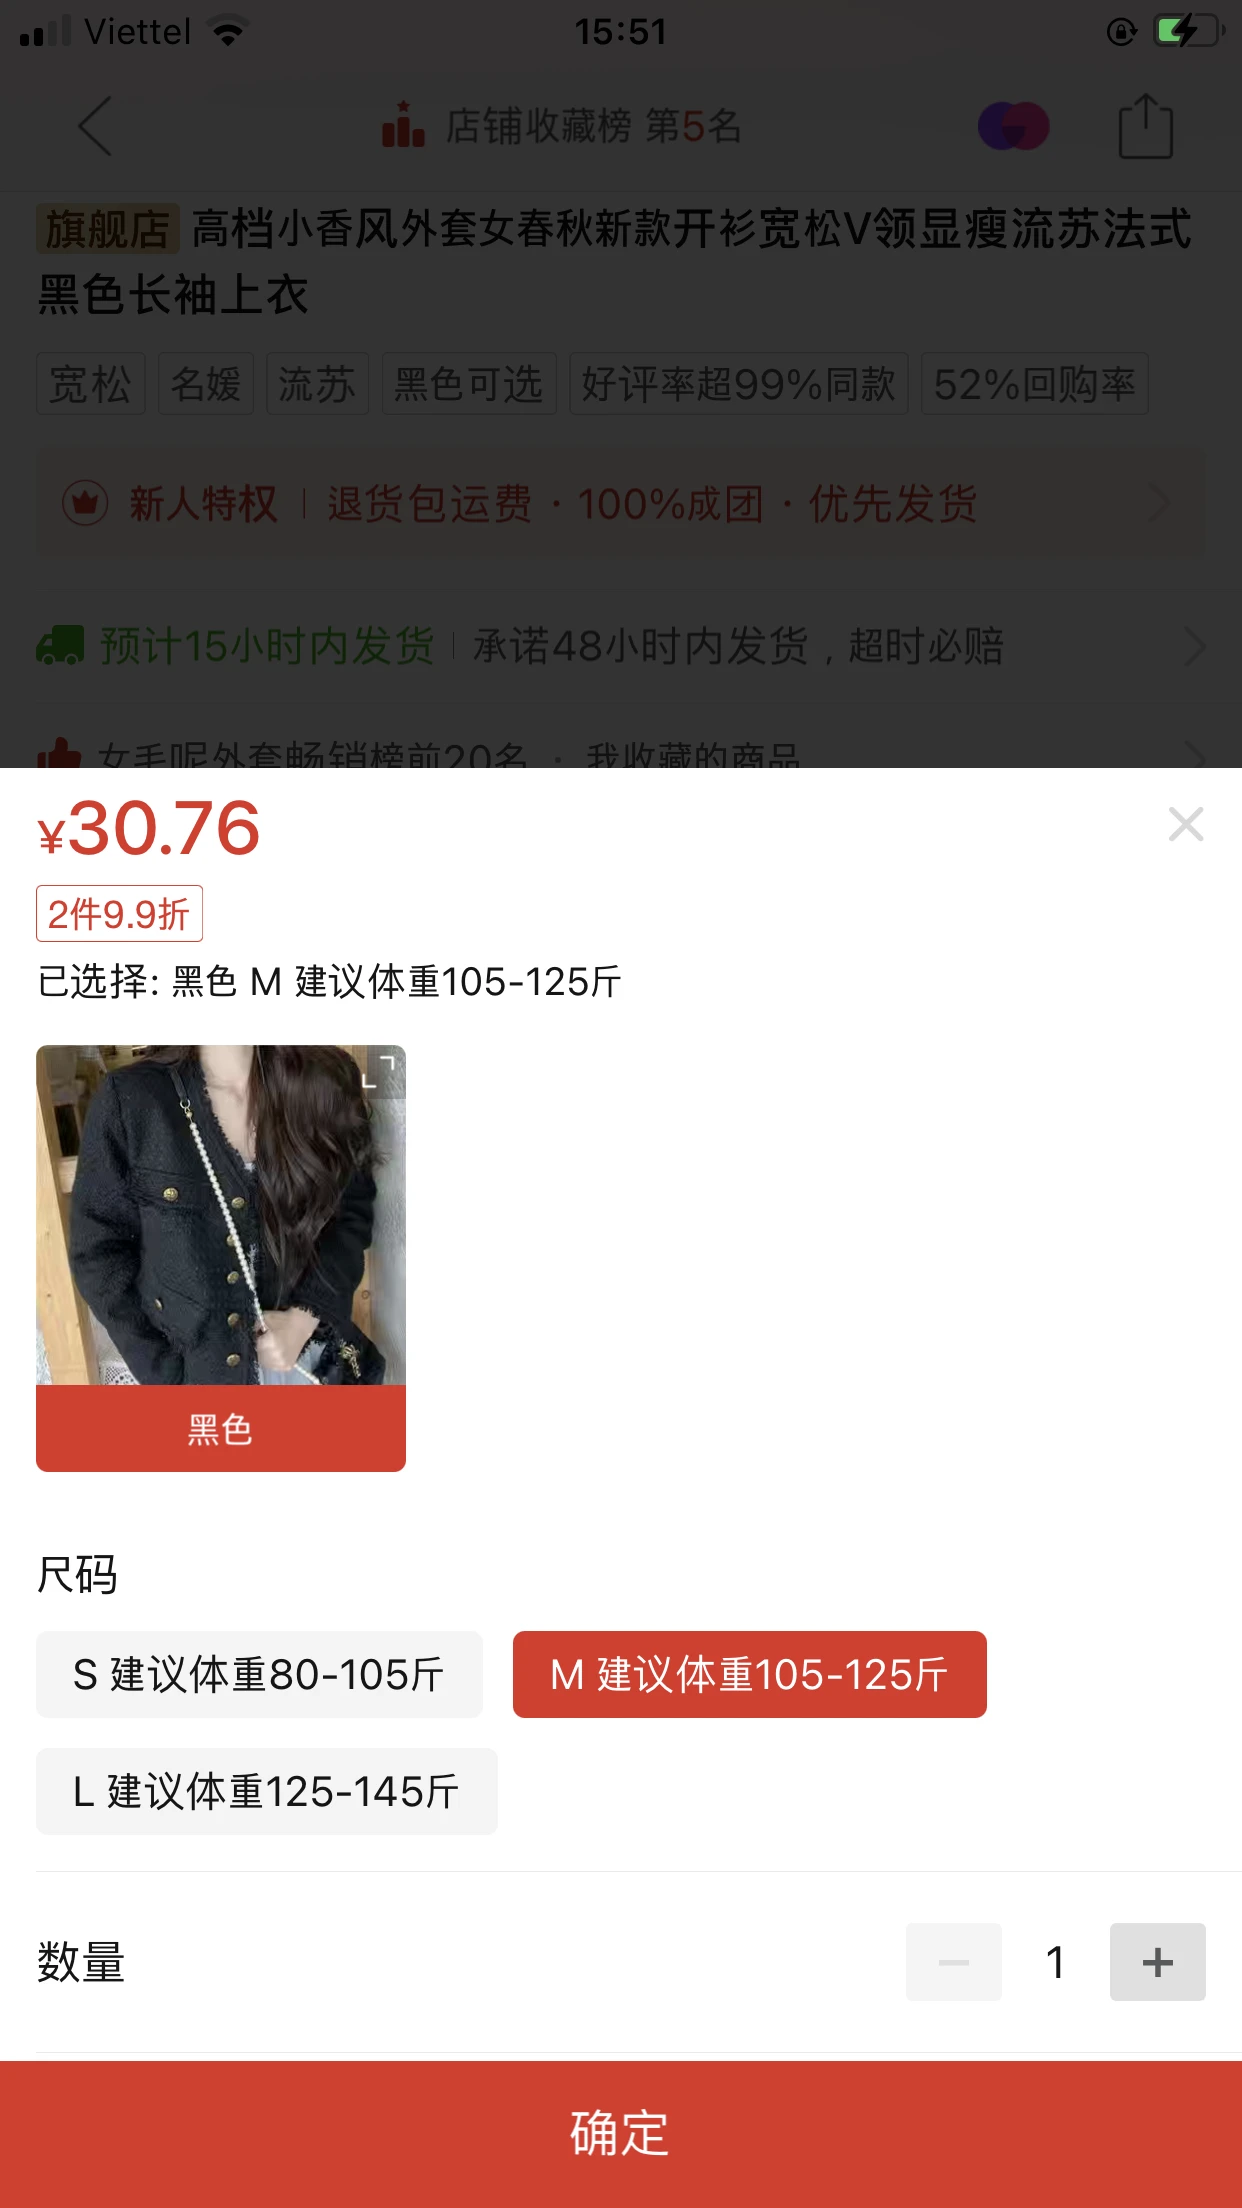 Viettel
15:51
店铺收藏榜 第5名
旗舰店 高档小香风外套女春秋新款开衫宽松V领显瘦流苏法式
黑色长袖上衣
宽松 名媛 流苏 黑色可选 好评率超99%同款 52%回购率
新人特权 退货包运费 · 100%成团 · 优先发货
预计15小时内发货 承诺48小时内发货，超时必赔
女毛呢外套畅销榜前20名 · 我收藏的商品
¥30.76
2件9.9折
已选择: 黑色 M 建议体重105-125斤
黑色
尺码
S 建议体重80-105斤
M 建议体重105-125斤
L 建议体重125-145斤
数量
1
确定